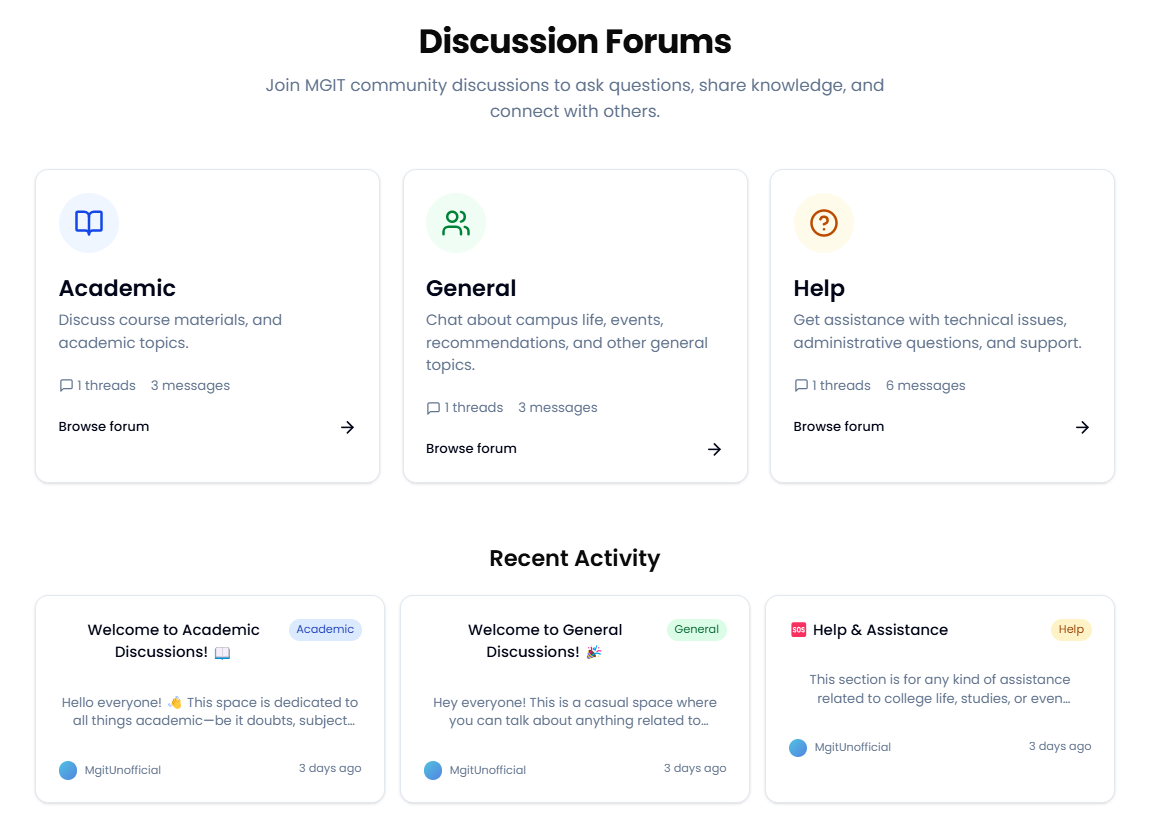 Discussion Forums
Join MGIT community discussions to ask questions, share knowledge, and
connect with others.
Academic
Discuss course materials, and
academic topics.
1 threads 3 messages
Browse forum
General
Chat about campus life, events,
recommendations, and other general
topics.
1 threads 3 messages
Browse forum
Help
Get assistance with technical issues,
administrative questions, and support.
1 threads 6 messages
Browse forum
Recent Activity
Welcome to Academic
Discussions! 📖
Academic
Hello everyone! 👋 This space is dedicated to
all things academic—be it doubts, subject…
MgitUnofficial
3 days ago
Welcome to General
Discussions! 🎉
General
Hey everyone! This is a casual space where
you can talk about anything related to…
MgitUnofficial
3 days ago
🆘 Help & Assistance
Help
This section is for any kind of assistance
related to college life, studies, or even…
MgitUnofficial
3 days ago